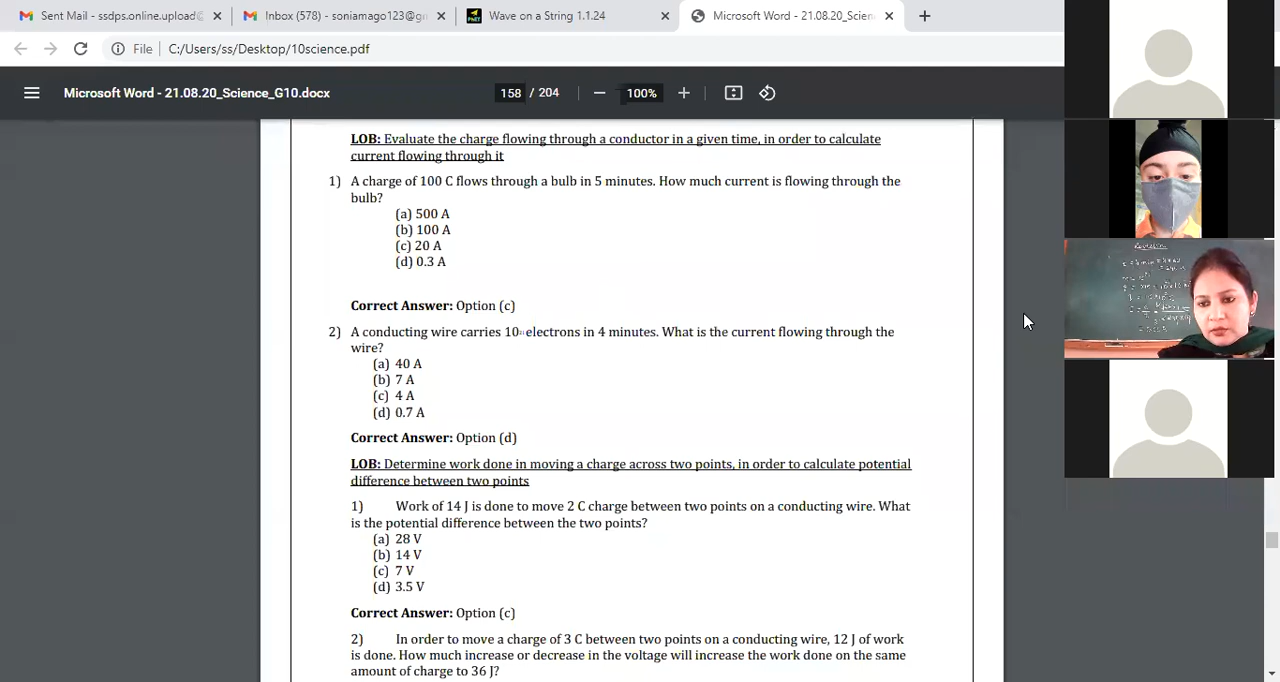 Sent Mail - ssdps.online.upload@
Inbox (578) - soniamago123@gm
Wave on a String 1.1.24
Microsoft Word - 21.08.20_Scien
File
C:/Users/ss/Desktop/10science.pdf
Microsoft Word - 21.08.20_Science_G10.docx
158 / 204
100%
LOB: Evaluate the charge flowing through a conductor in a given time, in order to calculate
current flowing through it
1) A charge of 100 C flows through a bulb in 5 minutes. How much current is flowing through the
bulb?
(a) 500 A
(b) 100 A
(c) 20 A
(d) 0.3 A
Correct Answer: Option (c)
2) A conducting wire carries 10 electrons in 4 minutes. What is the current flowing through the
wire?
(a) 40 A
(b) 7 A
(c) 4 A
(d) 0.7 A
Correct Answer: Option (d)
LOB: Determine work done in moving a charge across two points, in order to calculate potential
difference between two points
1) Work of 14 J is done to move 2 C charge between two points on a conducting wire. What
is the potential difference between the two points?
(a) 28 V
(b) 14 V
(c) 7 V
(d) 3.5 V
Correct Answer: Option (c)
2) In order to move a charge of 3 C between two points on a conducting wire, 12 J of work
is done. How much increase or decrease in the voltage will increase the work done on the same
amount of charge to 36 J?
Revision